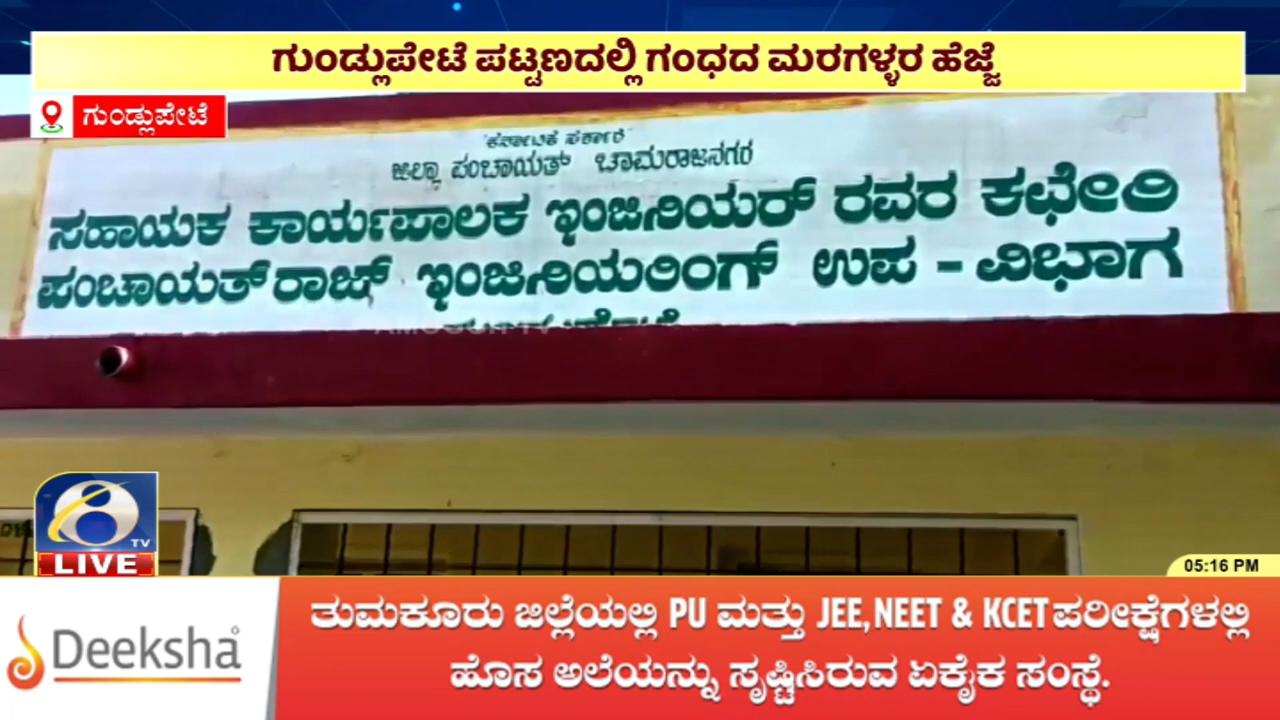 ಗುಂಡ್ಲುಪೇಟೆ ಪಟ್ಟಣದಲ್ಲಿ ಗಂಧದ ಮರಗಳ್ಳರ ಹೆಜ್ಜೆ
ಗುಂಡ್ಲುಪೇಟೆ
"ಕರ್ನಾಟಕ ಸರ್ಕಾರ"
ಜಿಲ್ಲಾ ಪಂಚಾಯತ್ ಚಾಮರಾಜನಗರ
ಸಹಾಯಕ ಕಾರ್ಯಪಾಲಕ ಇಂಜಿನಿಯರ್ ರವರ ಕಛೇರಿ
ಪಂಚಾಯತ್ ರಾಜ್ ಇಂಜಿನಿಯರಿಂಗ್ ಉಪ - ವಿಭಾಗ
8
TV
LIVE
05:16 PM
Deeksha
ತುಮಕೂರು ಜಿಲ್ಲೆಯಲ್ಲಿ PU ಮತ್ತು JEE, NEET & KCET ಪರೀಕ್ಷೆಗಳಲ್ಲಿ
ಹೊಸ ಅಲೆಯನ್ನು ಸೃಷ್ಟಿಸಿರುವ ಏಕೈಕ ಸಂಸ್ಥೆ.